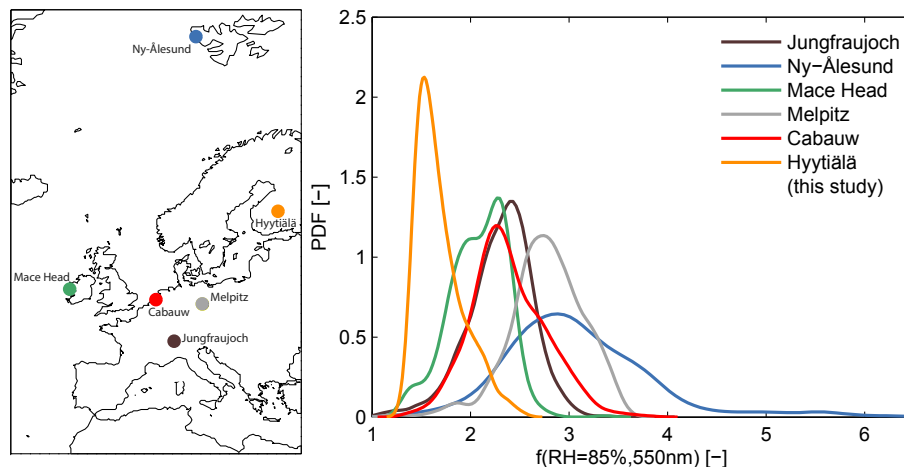 Ny-Ålesund
Hyytiälä
Mace Head
Cabauw
Melpitz
Jungfraujoch
2.5
2
1.5
1
0.5
0
PDF [-]
1 2 3 4 5 6
f(RH=85%,550nm) [-]
Jungfraujoch
Ny−Ålesund
Mace Head
Melpitz
Cabauw
Hyytiälä
(this study)